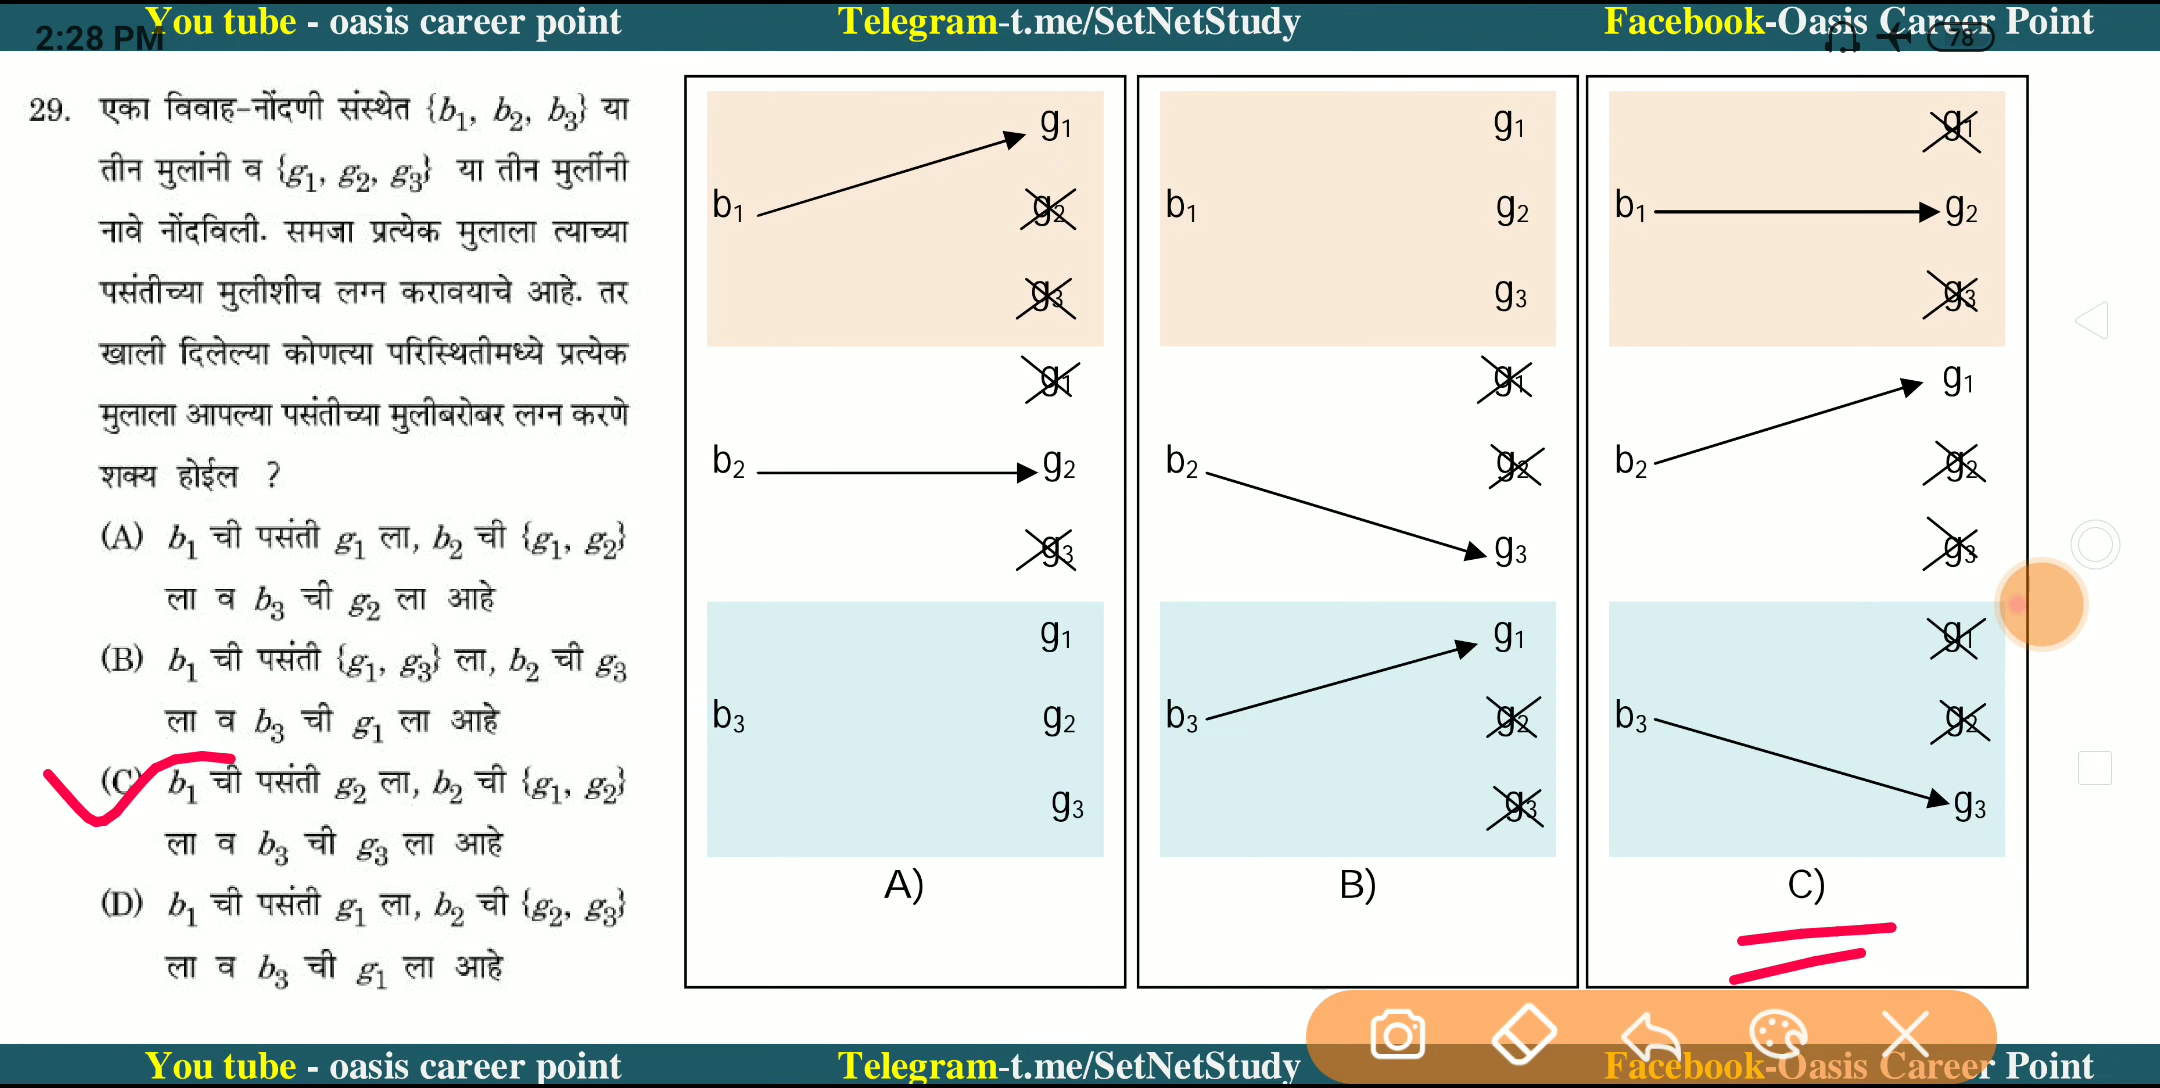 You tube - oasis career point Telegram-t.me/SetNetStudy Facebook-Oasis Career Point
2:28 PM 78
29. एका विवाह-नोंदणी संस्थेत {b1, b2, b3} या
तीन मुलांनी व {g1, g2, g3} या तीन मुलींनी
नावे नोंदविली. समजा प्रत्येक मुलाला त्याच्या
पसंतीच्या मुलीशीच लग्न करावयाचे आहे. तर
खाली दिलेल्या कोणत्या परिस्थितीमध्ये प्रत्येक
मुलाला आपल्या पसंतीच्या मुलीबरोबर लग्न करणे
शक्य होईल ?
(A) b1 ची पसंती g1 ला, b2 ची {g1, g2}
ला व b3 ची g2 ला आहे
(B) b1 ची पसंती {g1, g3} ला, b2 ची g3
ला व b3 ची g1 ला आहे
(C) b1 ची पसंती g2 ला, b2 ची {g1, g2}
ला व b3 ची g3 ला आहे
(D) b1 ची पसंती g1 ला, b2 ची {g2, g3}
ला व b3 ची g1 ला आहे
g1
b1 g2
g3
g1
b2 g2
g3
g1
b3 g2
g3
A)
g1
b1 g2
g3
g1
b2 g2
g3
g1
b3 g2
g3
B)
g1
b1 g2
g3
g1
b2 g2
g3
g1
b3 g2
g3
C)
You tube - oasis career point Telegram-t.me/SetNetStudy Facebook-Oasis Career Point